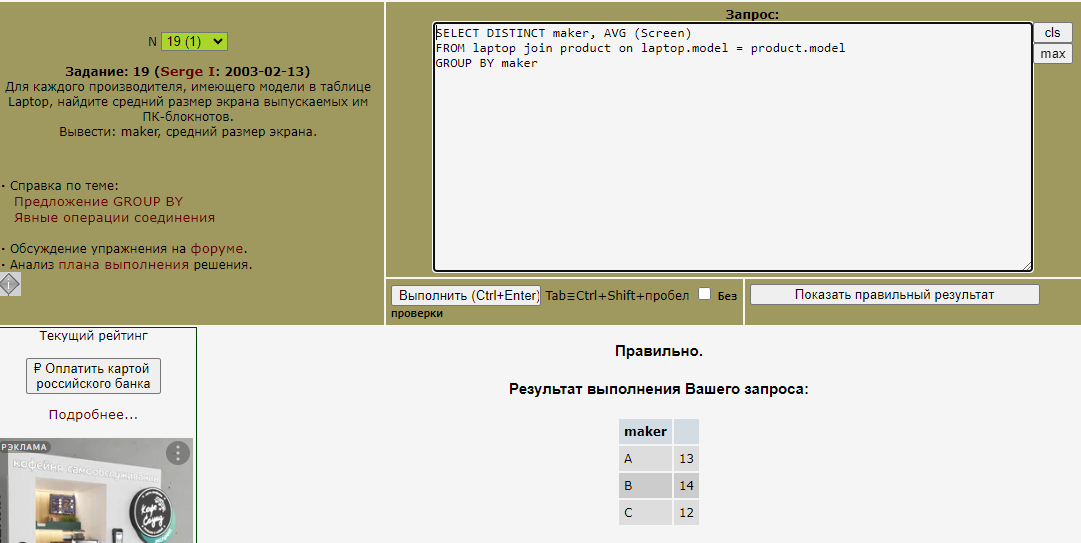 N 19 (1)
Задание: 19 (Serge I: 2003-02-13)
Для каждого производителя, имеющего модели в таблице
Laptop, найдите средний размер экрана выпускаемых им
ПК-блокнотов.
Вывести: maker, средний размер экрана.
· Справка по теме:
Предложение GROUP BY
Явные операции соединения
· Обсуждение упражнения на форуме.
· Анализ плана выполнения решения.
Запрос:
SELECT DISTINCT maker, AVG (Screen)
FROM laptop join product on laptop.model = product.model
GROUP BY maker
cls
max
Выполнить (Ctrl+Enter) Tab≡Ctrl+Shift+пробел Без
проверки
Показать правильный результат
Текущий рейтинг
₽ Оплатить картой
российского банка
Подробнее...
РЭКЛАМА
кофейня самообслуживания
Кофе
Саунд
Правильно.
Результат выполнения Вашего запроса:
maker
A 13
B 14
C 12